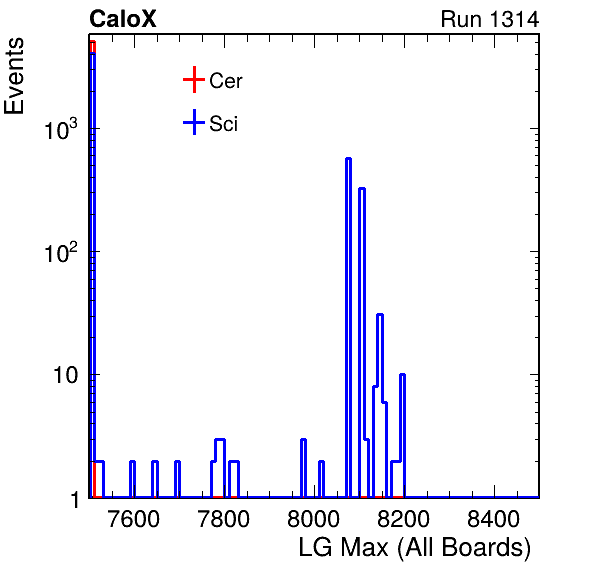 CaloX Run 1314
Events
Cer
Sci
10³
10²
10
1
7600 7800 8000 8200 8400
LG Max (All Boards)